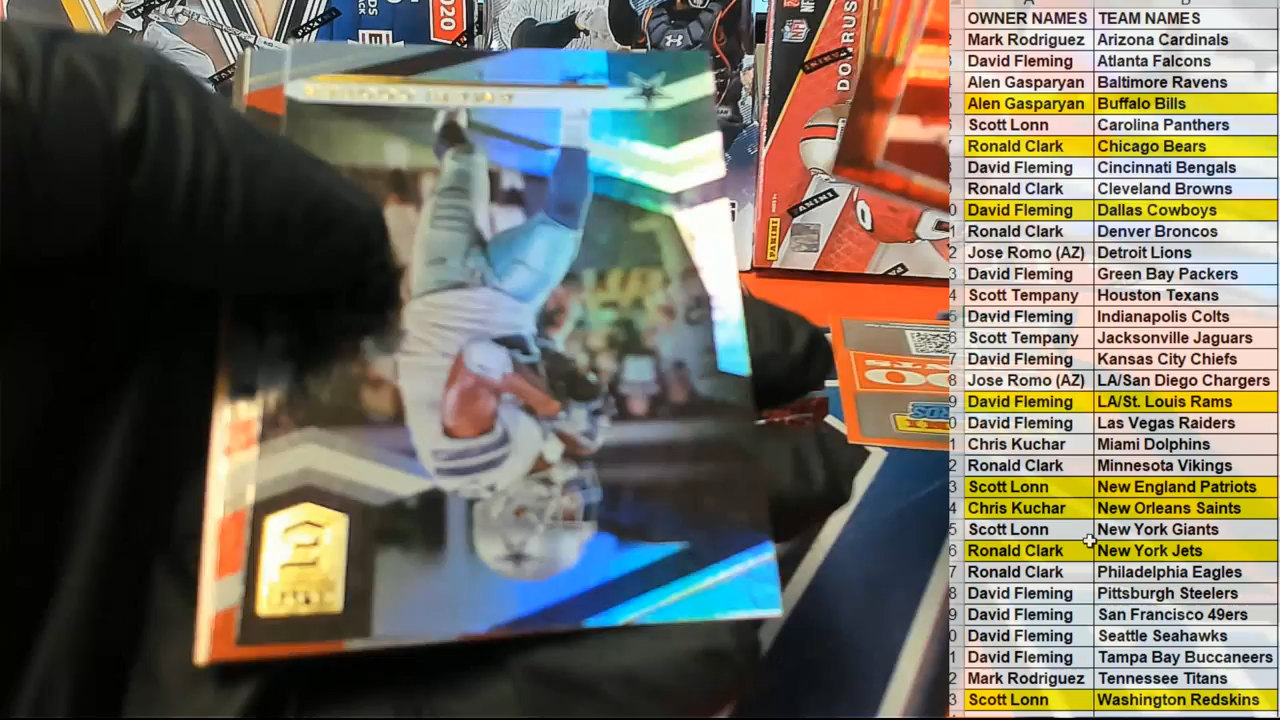 2020
NFL
PANINI
PANINI
OWNER NAMES TEAM NAMES
Mark Rodriguez Arizona Cardinals
David Fleming Atlanta Falcons
Alen Gasparyan Baltimore Ravens
Alen Gasparyan Buffalo Bills
Scott Lonn Carolina Panthers
Ronald Clark Chicago Bears
David Fleming Cincinnati Bengals
Ronald Clark Cleveland Browns
David Fleming Dallas Cowboys
Ronald Clark Denver Broncos
Jose Romo (AZ) Detroit Lions
David Fleming Green Bay Packers
Scott Tempany Houston Texans
David Fleming Indianapolis Colts
Scott Tempany Jacksonville Jaguars
David Fleming Kansas City Chiefs
Jose Romo (AZ) LA/San Diego Chargers
David Fleming LA/St. Louis Rams
David Fleming Las Vegas Raiders
Chris Kuchar Miami Dolphins
Ronald Clark Minnesota Vikings
Scott Lonn New England Patriots
Chris Kuchar New Orleans Saints
Scott Lonn New York Giants
Ronald Clark New York Jets
Ronald Clark Philadelphia Eagles
David Fleming Pittsburgh Steelers
David Fleming San Francisco 49ers
David Fleming Seattle Seahawks
David Fleming Tampa Bay Buccaneers
Mark Rodriguez Tennessee Titans
Scott Lonn Washington Redskins